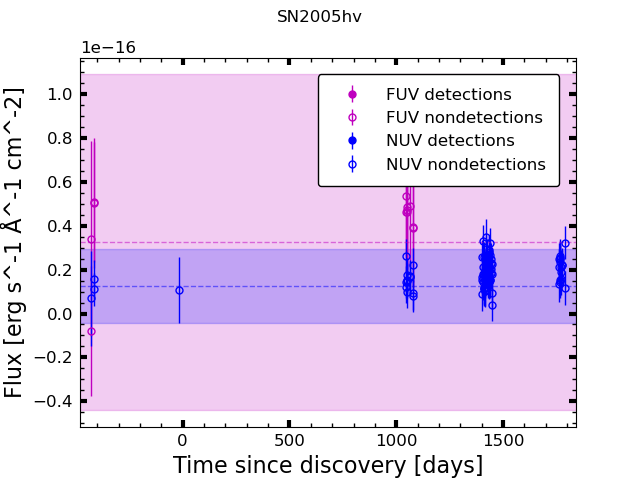 SN2005hv
1e−16
FUV detections
FUV nondetections
NUV detections
NUV nondetections
1.0
0.8
0.6
0.4
0.2
0.0
−0.2
−0.4
Flux [erg s^-1 Å^-1 cm^-2]
0 500 1000 1500
Time since discovery [days]